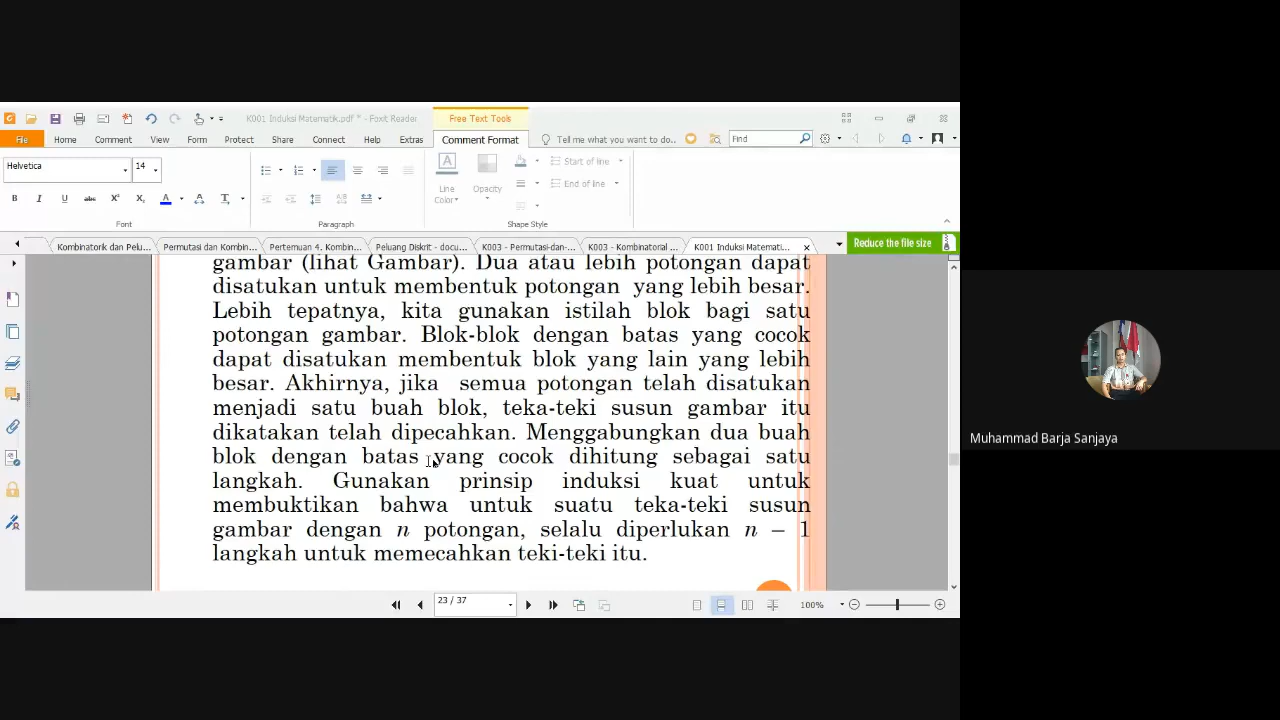 K001 Induksi Matematik.pdf * - Foxit Reader
Free Text Tools
File Home Comment View Form Protect Share Connect Help Extras Comment Format Tell me what you want to do.. Find
Helvetica 14
Start of line
End of line
Line Color
Opacity
Font Paragraph Shape Style
Kombinatorik dan Pelu... Permutasi dan Kombin... Pertemuan 4. Kombin... Peluang Diskrit - docu... K003 - Permutasi-dan-... K003 - Kombinatorial ... K001 Induksi Matemati... Reduce the file size
gambar (lihat Gambar). Dua atau lebih potongan dapat
disatukan untuk membentuk potongan yang lebih besar.
Lebih tepatnya, kita gunakan istilah blok bagi satu
potongan gambar. Blok-blok dengan batas yang cocok
dapat disatukan membentuk blok yang lain yang lebih
besar. Akhirnya, jika semua potongan telah disatukan
menjadi satu buah blok, teka-teki susun gambar itu
dikatakan telah dipecahkan. Menggabungkan dua buah
blok dengan batas yang cocok dihitung sebagai satu
langkah. Gunakan prinsip induksi kuat untuk
membuktikan bahwa untuk suatu teka-teki susun
gambar dengan n potongan, selalu diperlukan n – 1
langkah untuk memecahkan teki-teki itu.
23 / 37
100%
Muhammad Barja Sanjaya